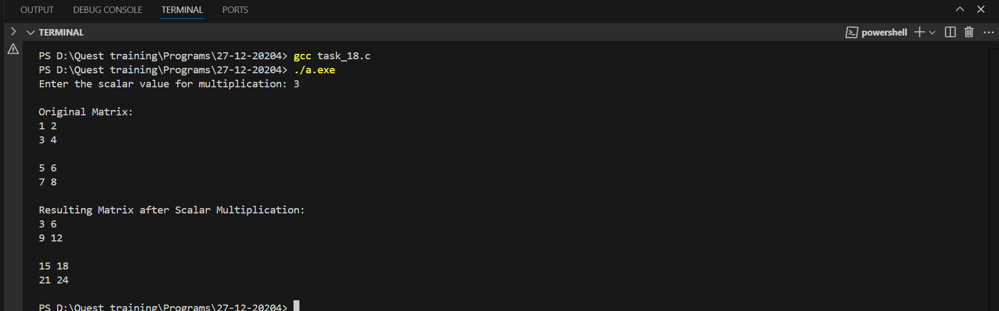 OUTPUT DEBUG CONSOLE TERMINAL PORTS
TERMINAL powershell
PS D:\Quest training\Programs\27-12-20204> gcc task_18.c
PS D:\Quest training\Programs\27-12-20204> ./a.exe
Enter the scalar value for multiplication: 3
Original Matrix:
1 2
3 4
5 6
7 8
Resulting Matrix after Scalar Multiplication:
3 6
9 12
15 18
21 24
PS D:\Quest training\Programs\27-12-20204>